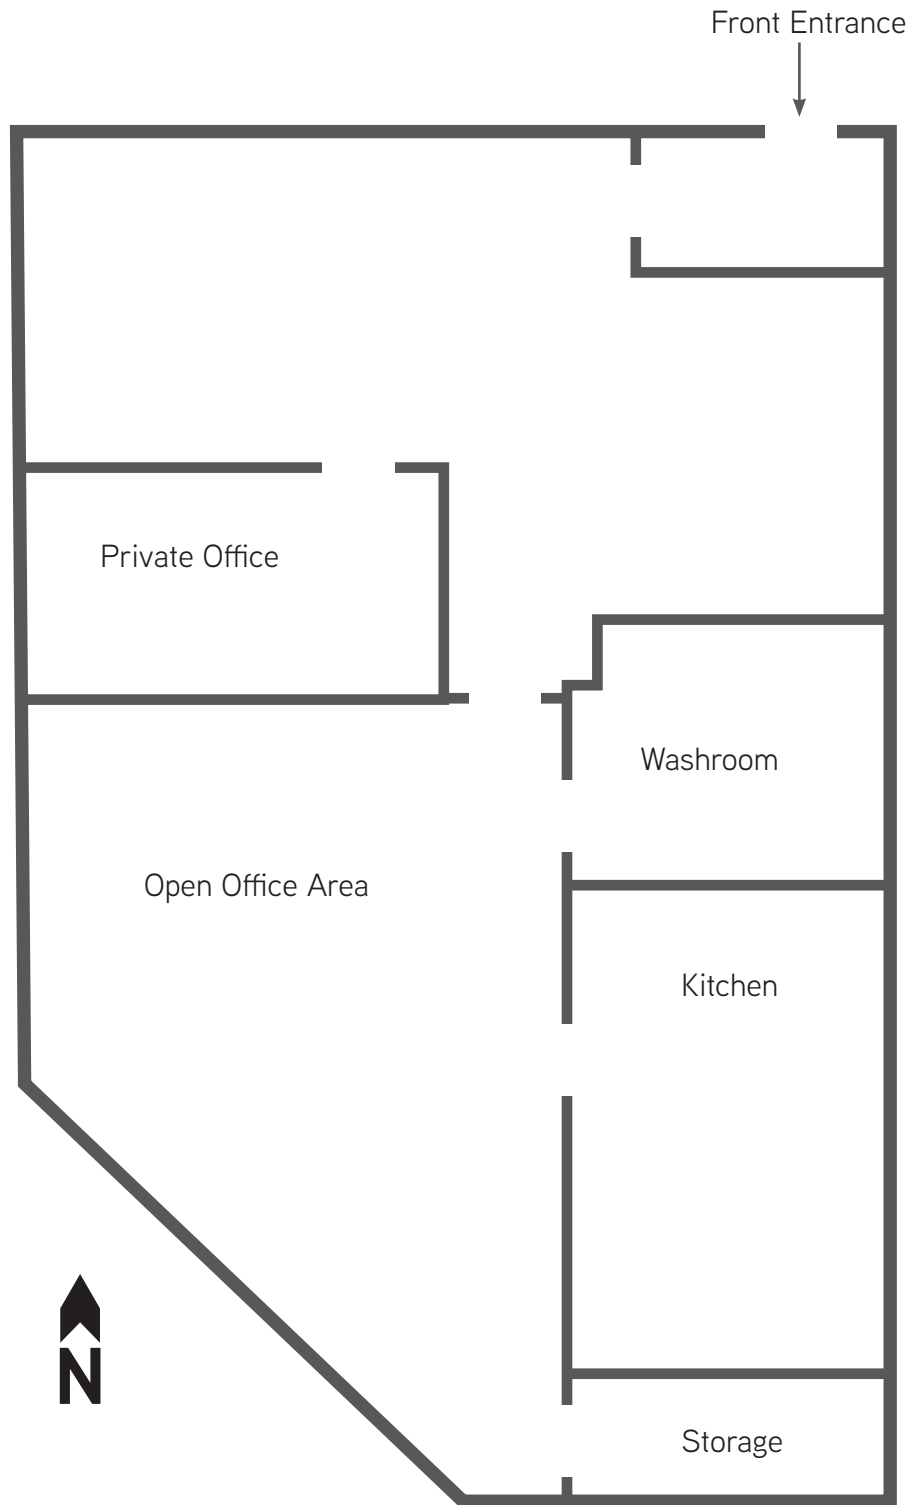 Front Entrance
Private Office
Washroom
Open Office Area
Kitchen
N
Storage